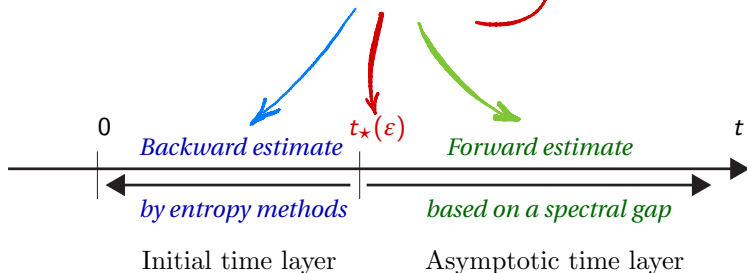 0 t⋆(ε) t
Backward estimate Forward estimate
by entropy methods based on a spectral gap
Initial time layer Asymptotic time layer